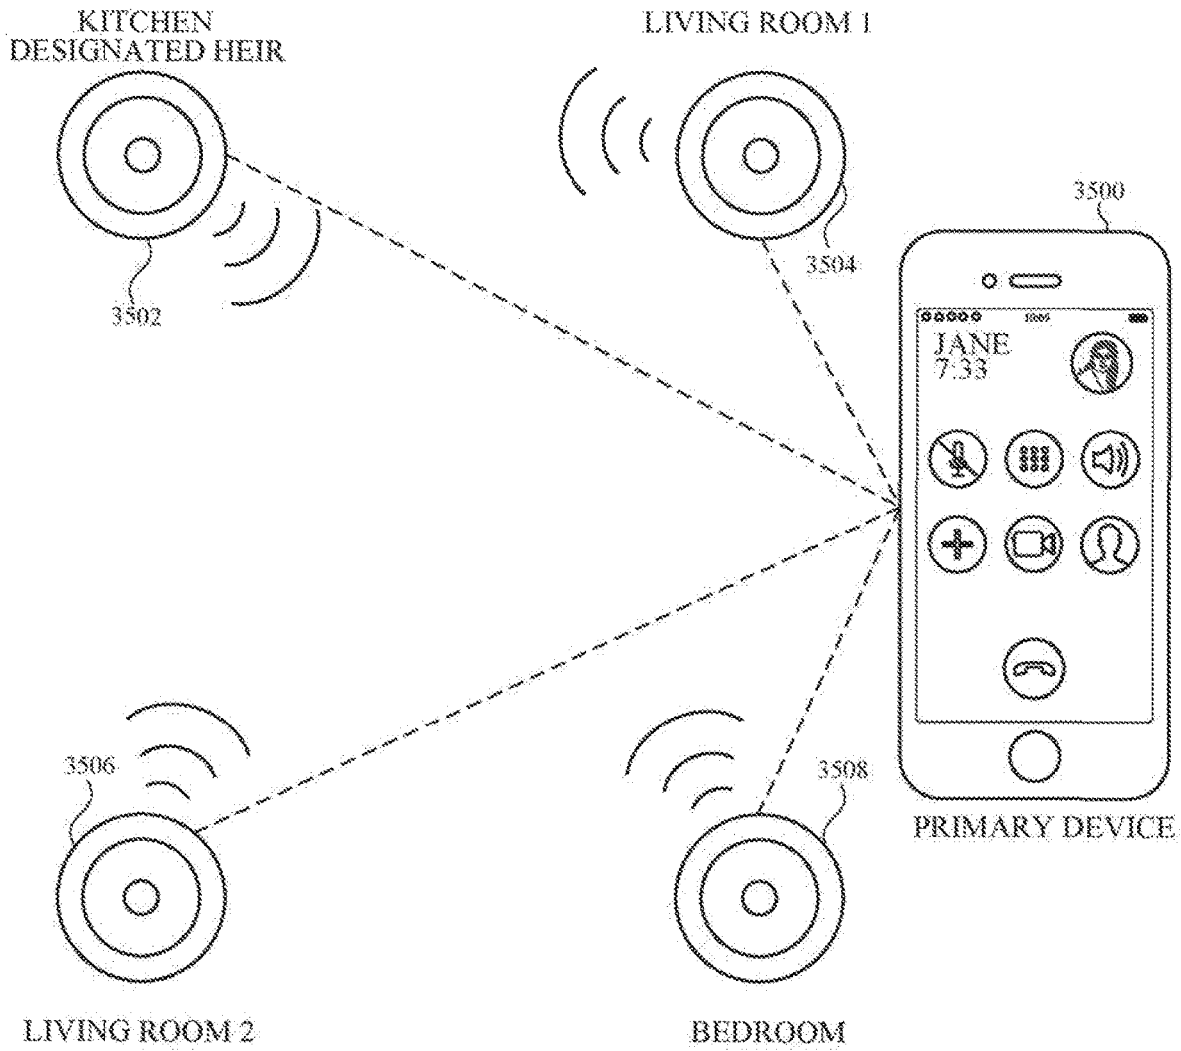 KITCHEN
DESIGNATED HEIR
LIVING ROOM 1
3500
3504
3502
JANE
7:33
3506
3508
PRIMARY DEVICE
LIVING ROOM 2
BEDROOM